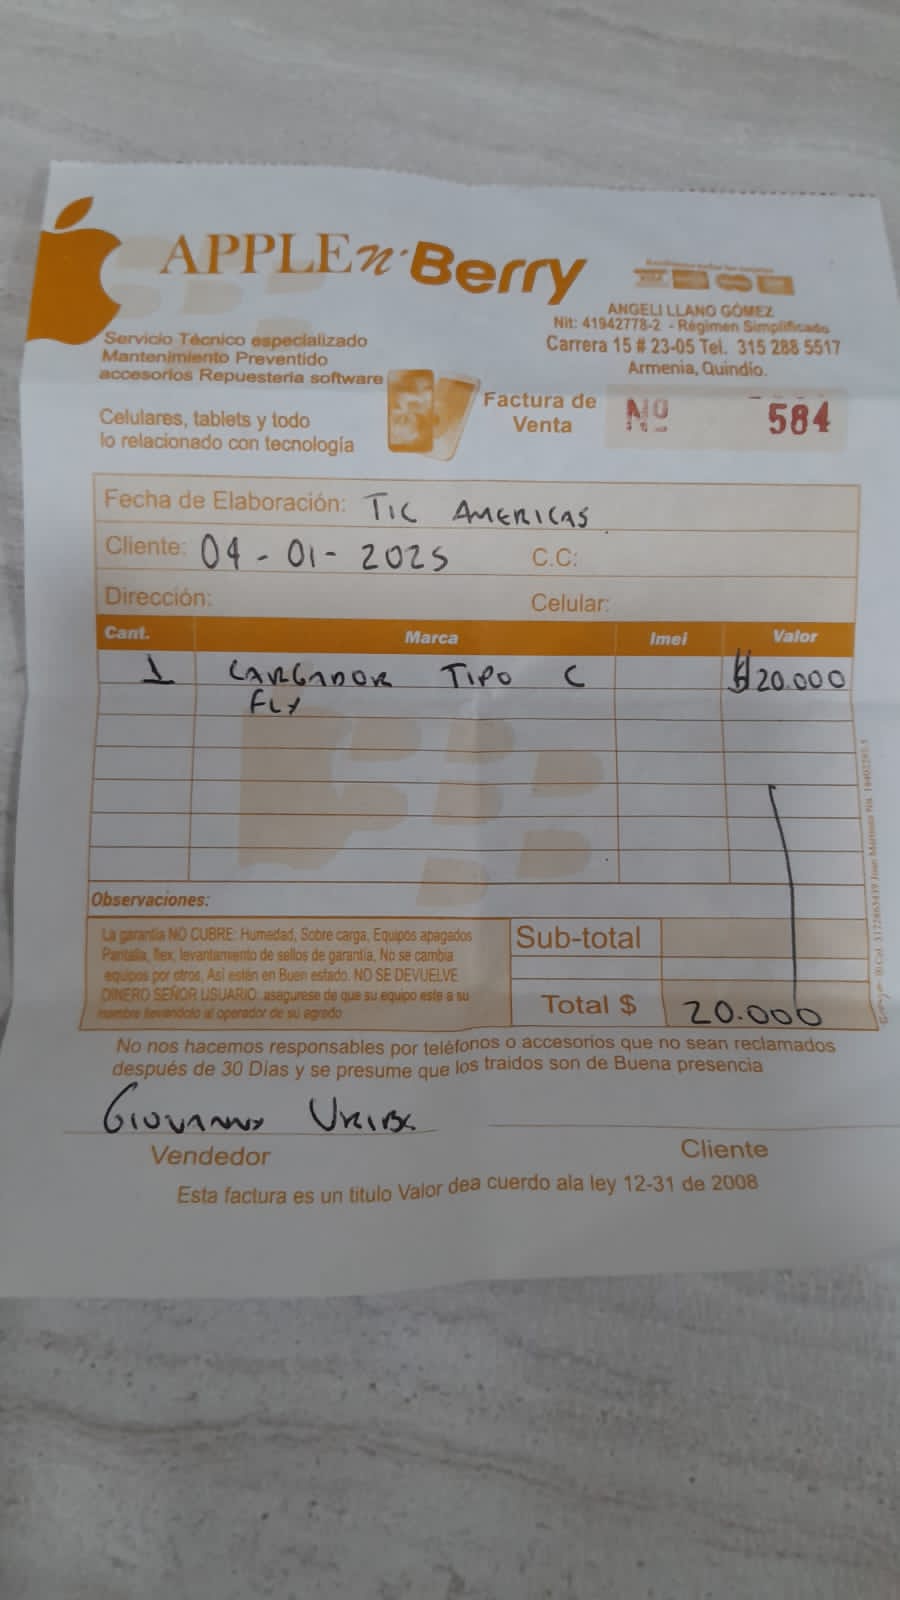 APPLE n' Berry
ANGELI LLANO GÓMEZ
Nit: 41942778-2 - Régimen Simplificado
Carrera 15 # 23-05 Tel. 315 288 5517
Armenia, Quindío.
Servicio Técnico especializado
Mantenimiento Preventido
accesorios Repuesteria software
Celulares, tablets y todo
lo relacionado con tecnología
Factura de
Venta
Nº 584
Fecha de Elaboración: TIC AMERICAS
Cliente: 04-01-2025 C.C:
Dirección: Celular:
Cant. Marca Imei Valor
1 CARGADOR TIPO C $20.000
FLY
Observaciones:
La garantia NO CUBRE: Humedad, Sobre carga, Equipos apagados
Pantalla, flex, levantamiento de sellos de garantía, No se cambia
equipos por otros, Asi estén en Buen estado. NO SE DEVUELVE
DINERO SEÑOR USUARIO: asegurese de que su equipo este a su
nombre llevándolo al operador de su agrado
Sub-total
Total $ 20.000
No nos hacemos responsables por teléfonos o accesorios que no sean reclamados
después de 30 Días y se presume que los traidos son de Buena presencia
Giovanny Uribe
Vendedor Cliente
Esta factura es un titulo Valor dea cuerdo ala ley 12-31 de 2008